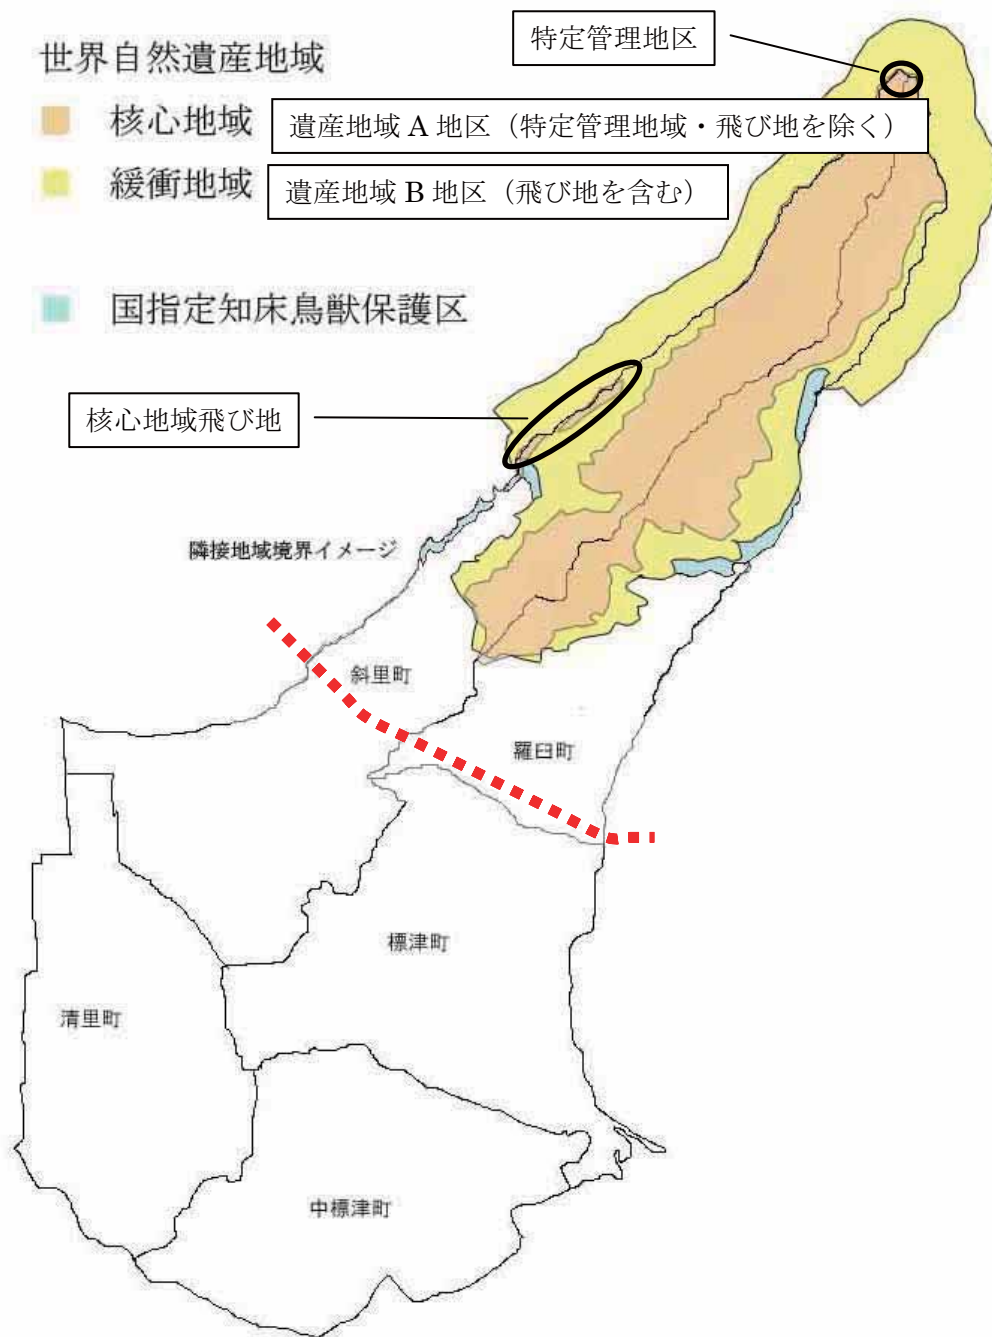 特定管理地区
世界自然遺産地域
核心地域
遺産地域 A 地区（特定管理地域・飛び地を除く）
緩衝地域
遺産地域 B 地区（飛び地を含む）
国指定知床鳥獣保護区
核心地域飛び地
隣接地域境界イメージ
斜里町
羅臼町
標津町
清里町
中標津町